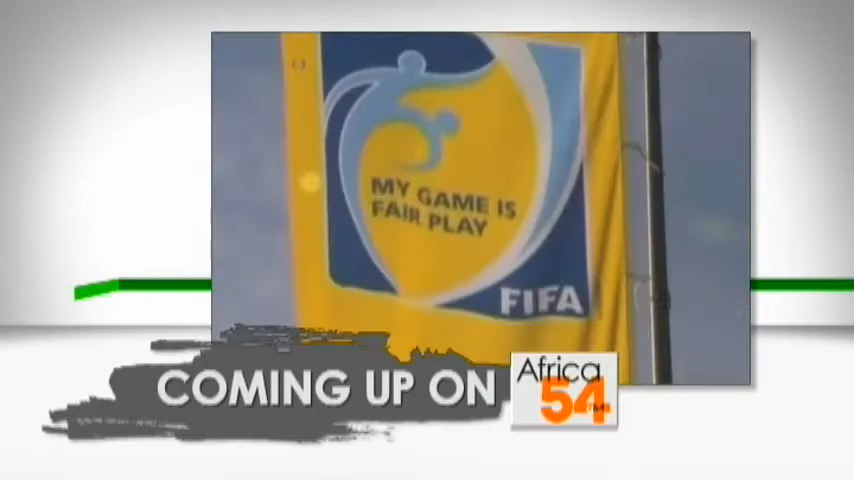 MY GAME IS
FAIR PLAY
FIFA
COMING UP ON
Africa
54